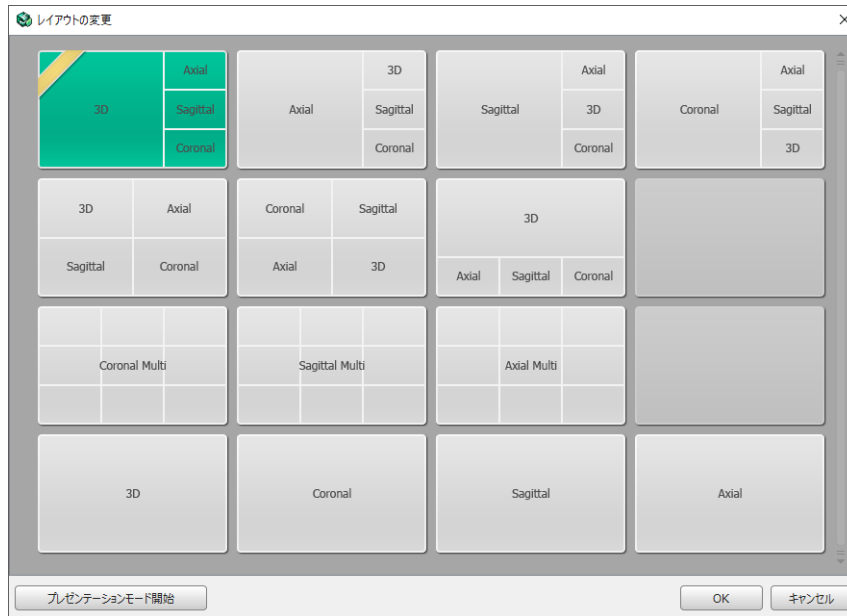 レイアウトの変更
3D
Axial
Sagittal
Coronal
Axial
3D
Sagittal
Coronal
Sagittal
Axial
3D
Coronal
Coronal
Axial
Sagittal
3D
3D Axial
Sagittal Coronal
Coronal Sagittal
Axial 3D
3D
Axial Sagittal Coronal
Coronal Multi
Sagittal Multi
Axial Multi
3D
Coronal
Sagittal
Axial
プレゼンテーションモード開始
OK
キャンセル